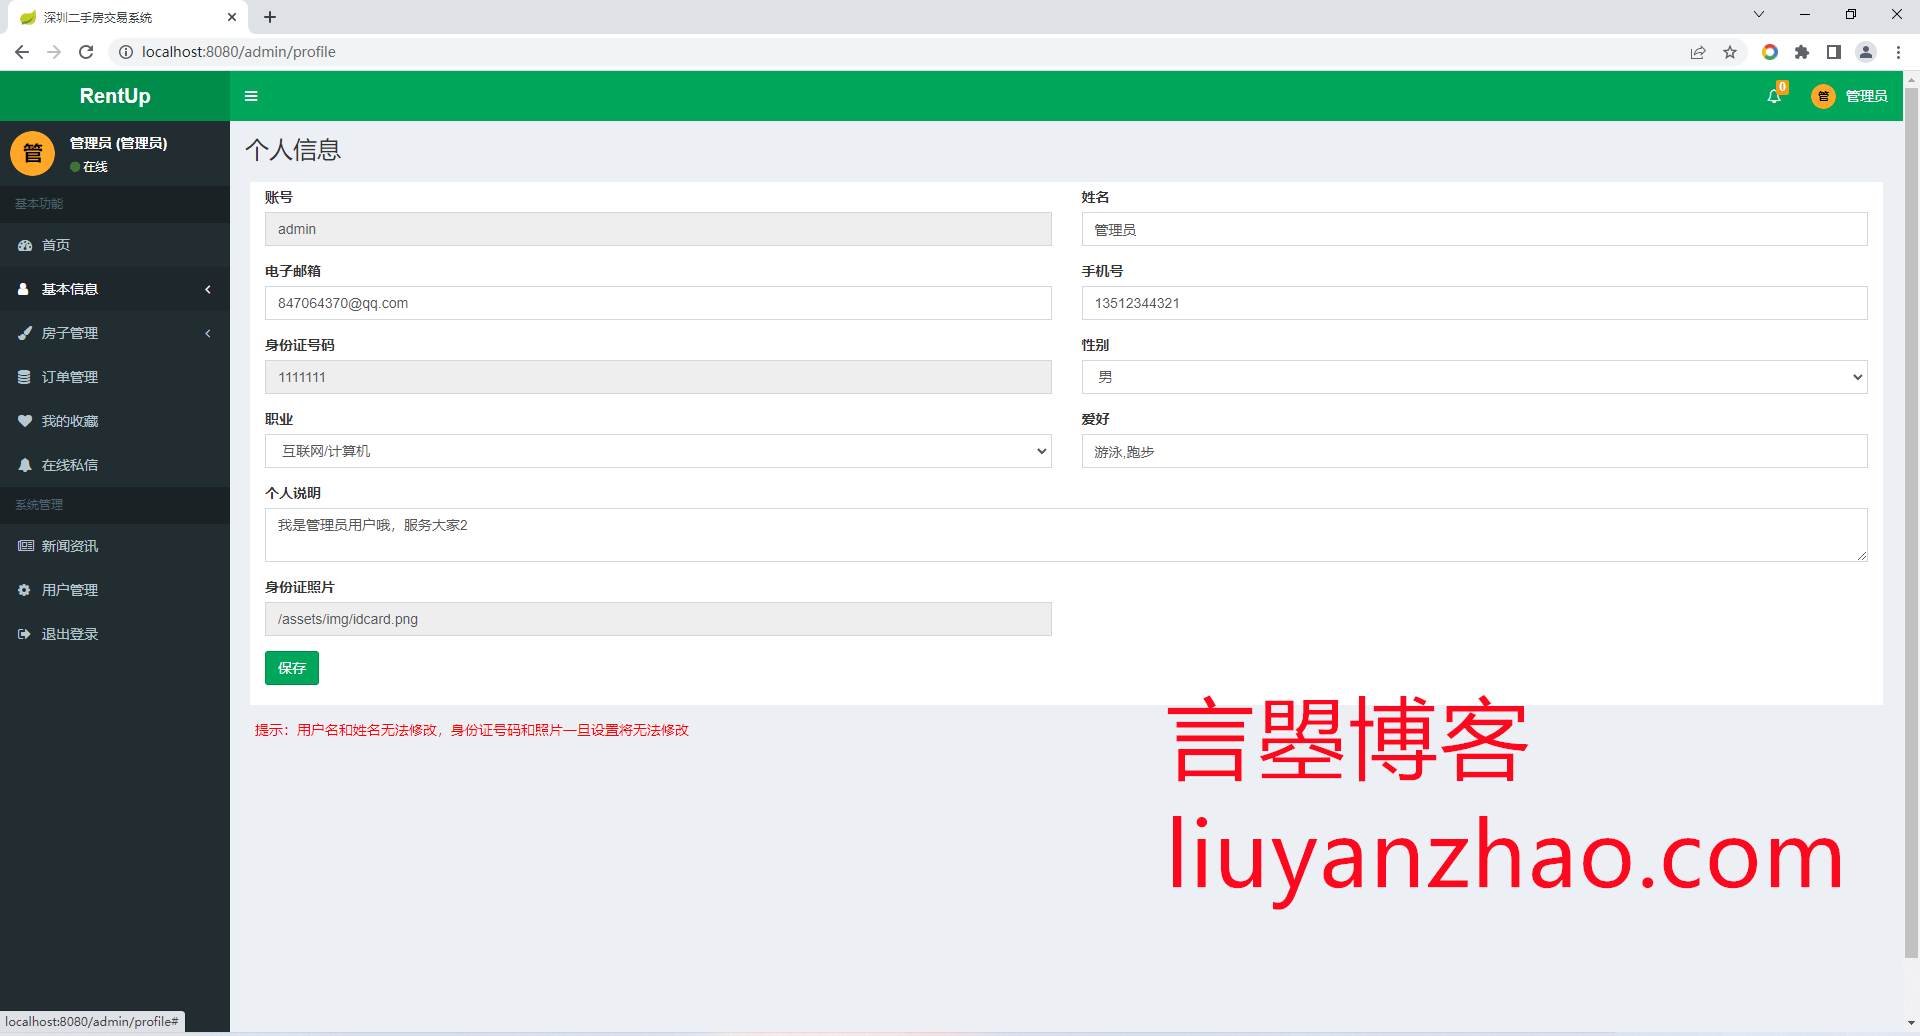 深圳二手房交易系统
localhost:8080/admin/profile
RentUp
0
管
管理员
管
管理员 (管理员)
在线
个人信息
基本功能
首页
基本信息
房子管理
订单管理
我的收藏
在线私信
系统管理
新闻资讯
用户管理
退出登录
账号
admin
姓名
管理员
电子邮箱
847064370@qq.com
手机号
13512344321
身份证号码
1111111
性别
男
职业
互联网/计算机
爱好
游泳,跑步
个人说明
我是管理员用户哦，服务大家2
身份证照片
/assets/img/idcard.png
保存
提示：用户名和姓名无法修改，身份证号码和照片一旦设置将无法修改
言曌博客
liuyanzhao.com
localhost:8080/admin/profile#